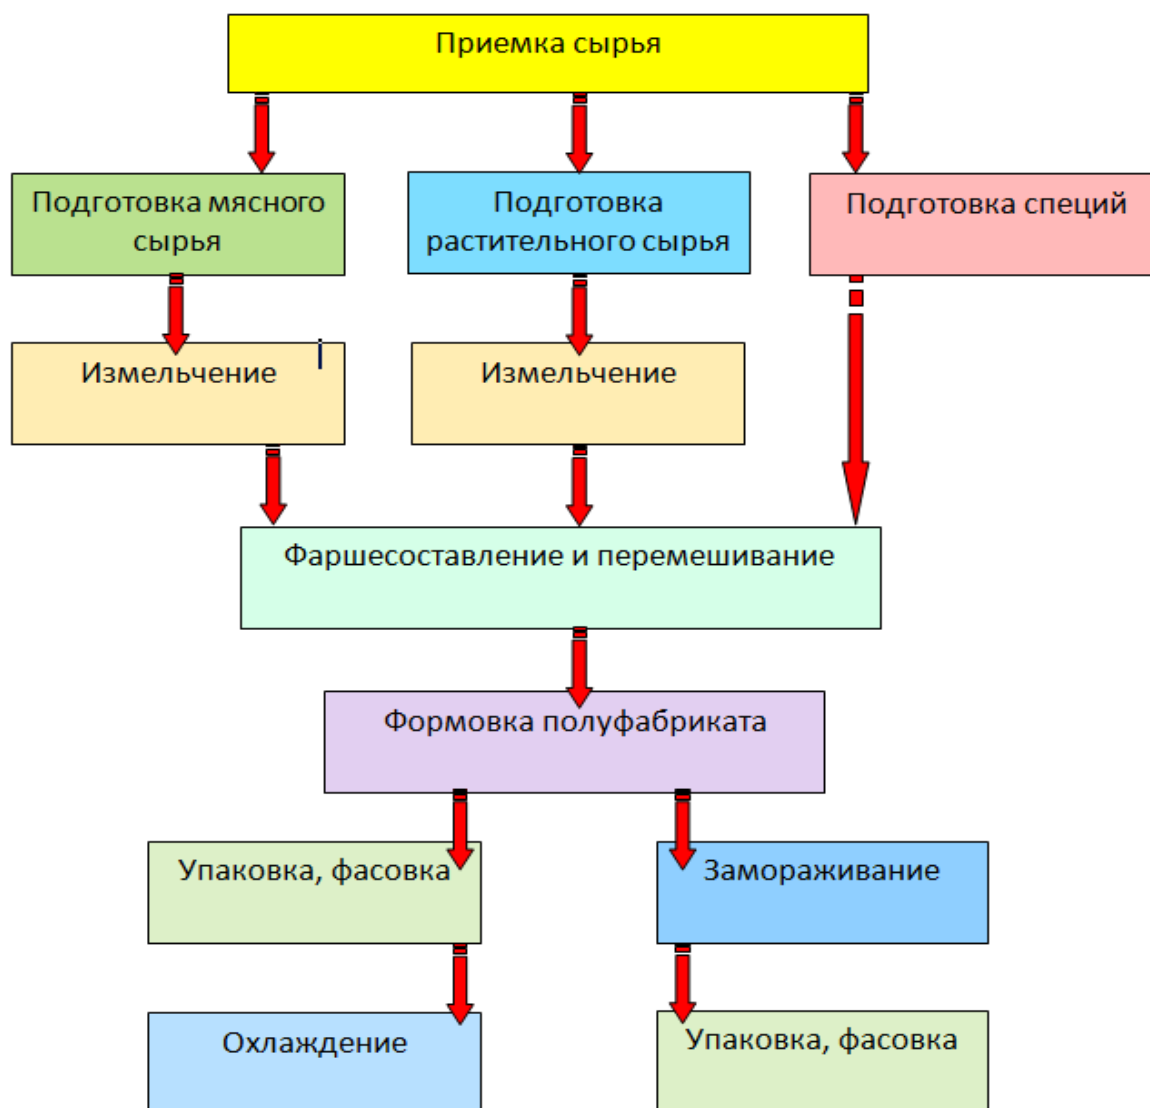 Приемка сырья
Подготовка мясного
сырья
Подготовка
растительного сырья
Подготовка специй
Измельчение
i
Измельчение
Фаршесоставление и перемешивание
Формовка полуфабриката
Упаковка, фасовка
Замораживание
Охлаждение
Упаковка, фасовка